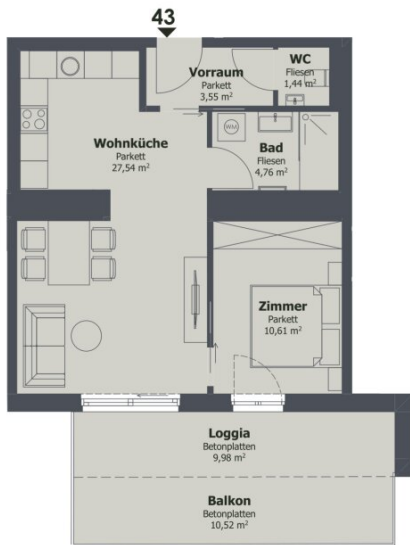 43
Vorraum
Parkett
3,55 m²
WC
Fliesen
1,44 m²
Wohnküche
Parkett
27,54 m²
WM
Bad
Fliesen
4,76 m²
Zimmer
Parkett
10,61 m²
Loggia
Betonplatten
9,98 m²
Balkon
Betonplatten
10,52 m²